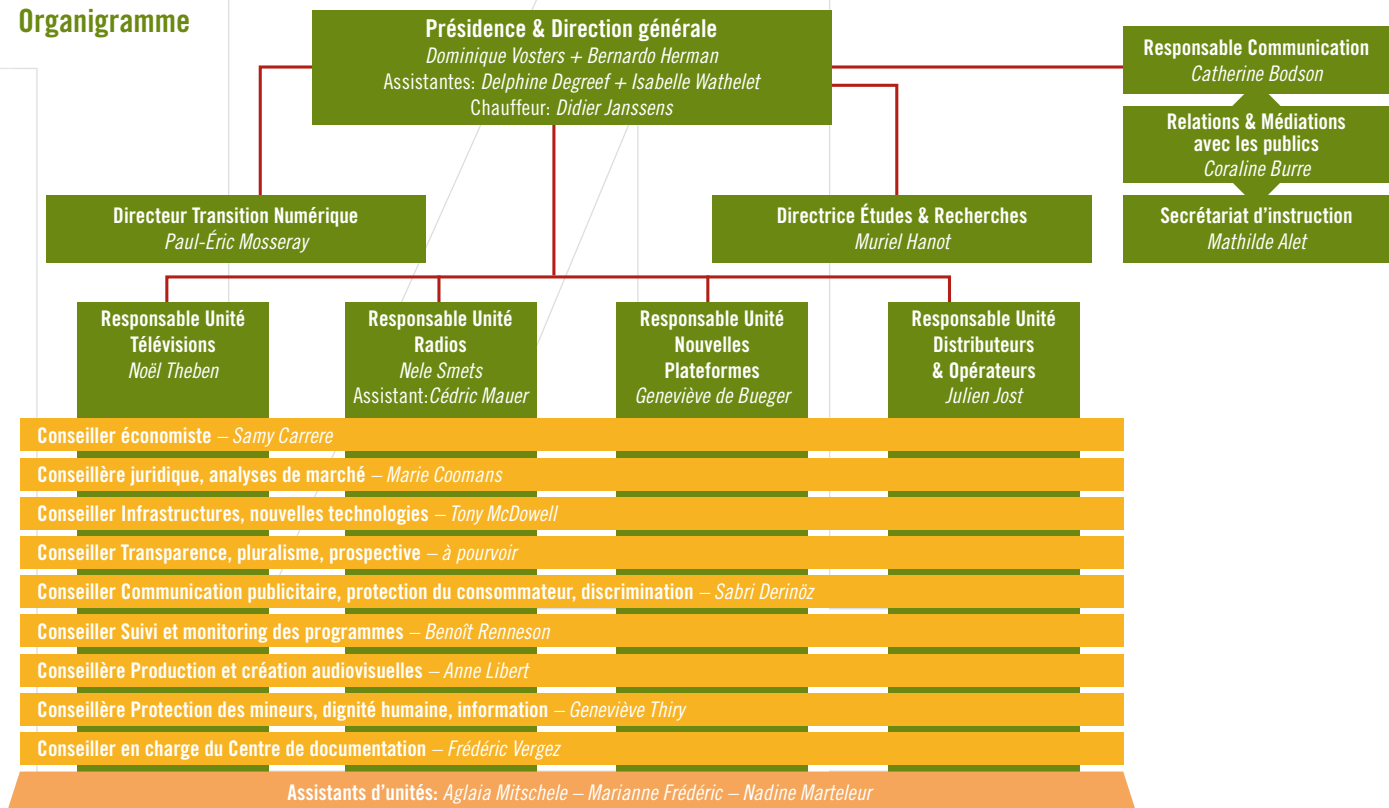 Organigramme
Présidence & Direction générale
Dominique Vosters + Bernardo Herman
Assistantes: Delphine Degreef + Isabelle Wathelet
Chauffeur: Didier Janssens
Responsable Communication
Catherine Bodson
Relations & Médiations
avec les publics
Coraline Burre
Secrétariat d'instruction
Mathilde Alet
Directeur Transition Numérique
Paul-Éric Mosseray
Directrice Études & Recherches
Muriel Hanot
Responsable Unité
Télévisions
Noël Theben
Responsable Unité
Radios
Nele Smets
Assistant:Cédric Mauer
Responsable Unité
Nouvelles
Plateformes
Geneviève de Bueger
Responsable Unité
Distributeurs
& Opérateurs
Julien Jost
Conseiller économiste – Samy Carrere
Conseillère juridique, analyses de marché – Marie Coomans
Conseiller Infrastructures, nouvelles technologies – Tony McDowell
Conseiller Transparence, pluralisme, prospective – à pourvoir
Conseiller Communication publicitaire, protection du consommateur, discrimination – Sabri Derinöz
Conseiller Suivi et monitoring des programmes – Benoît Renneson
Conseillère Production et création audiovisuelles – Anne Libert
Conseillère Protection des mineurs, dignité humaine, information – Geneviève Thiry
Conseiller en charge du Centre de documentation – Frédéric Vergez
Assistants d'unités: Aglaia Mitschele – Marianne Frédéric – Nadine Marteleur